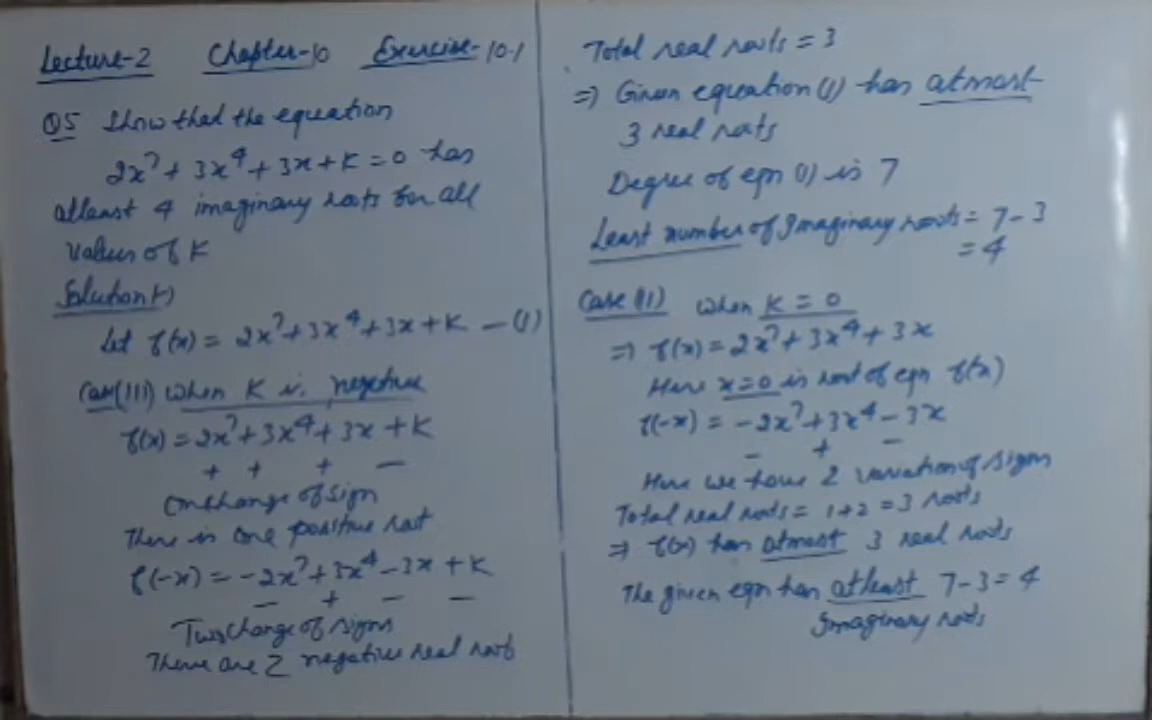 Lecture-2 Chapter-10 Exercise-10.1
Q5 Show that the equation
2x⁷ + 3x⁴ + 3x + K = 0 has
atleast 4 imaginary roots for all
values of K
Solution:-)
Let f(x) = 2x⁷ + 3x⁴ + 3x + K — (1)
Case(III) when K is negative
f(x) = 2x⁷ + 3x⁴ + 3x + K
+ + + —
One change of sign
There is one positive root
f(-x) = -2x⁷ + 3x⁴ - 3x + K
— + — —
Two change of signs
There are 2 negative real roots
Total real roots = 3
⇒ Given equation (1) has atmost
3 real roots
Degree of eqn (1) is 7
Least number of Imaginary roots = 7 - 3
= 4
Case (II) when K = 0
⇒ f(x) = 2x⁷ + 3x⁴ + 3x
Here x = 0 is root of eqn f(x)
f(-x) = -2x⁷ + 3x⁴ - 3x
— + —
Here we have 2 variation of signs
Total real roots = 1 + 2 = 3 roots
⇒ f(x) has atmost 3 real roots
The given eqn has atleast 7 - 3 = 4
Imaginary roots